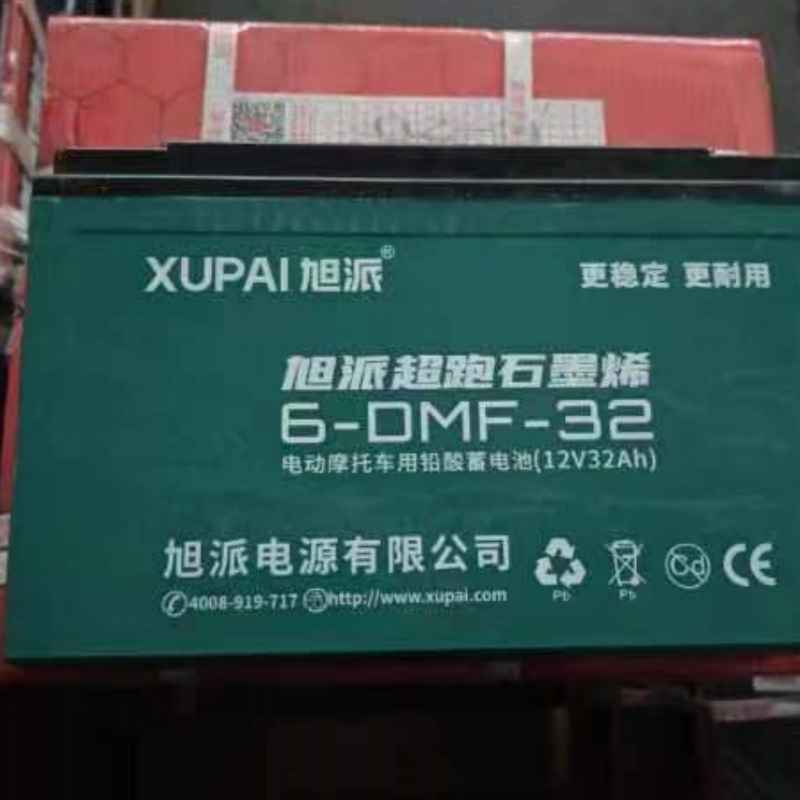 XUPAI 旭派®
更稳定 更耐用
旭派超跑石墨烯
6-DMF-32
电动摩托车用铅酸蓄电池(12V32Ah)
旭派电源有限公司
4008-919-717 http://www.xupai.com
Pb
Pb
Cd
CE